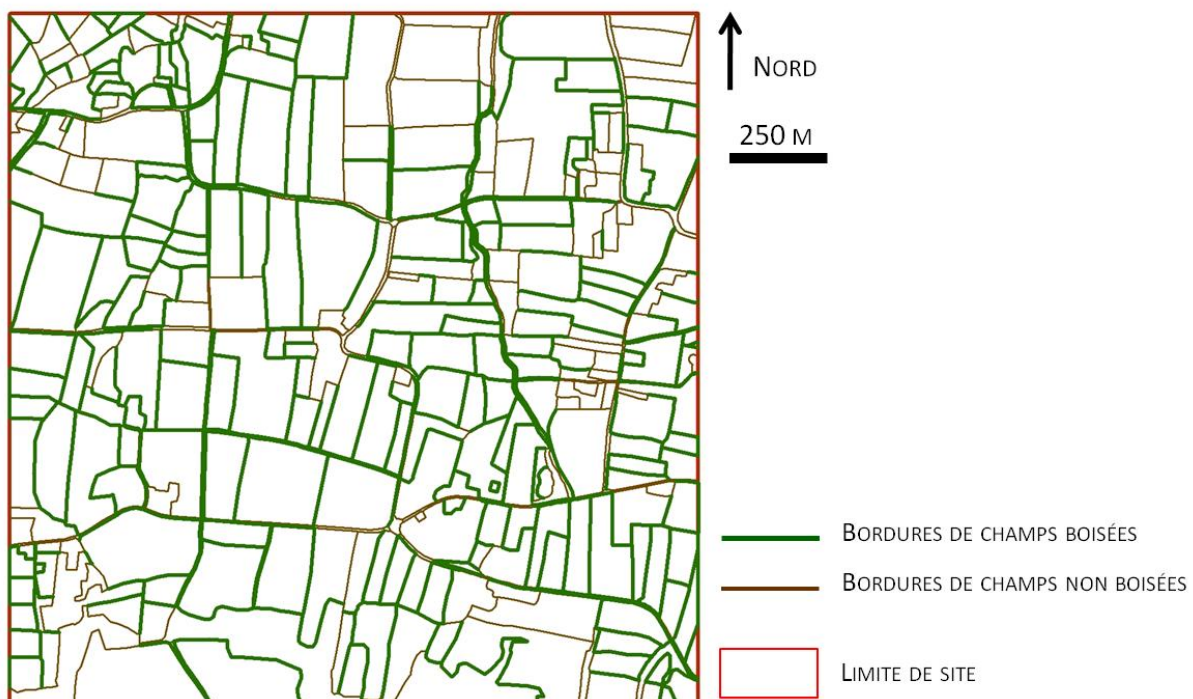 NORD
250 M
BORDURES DE CHAMPS BOISÉES
BORDURES DE CHAMPS NON BOISÉES
LIMITE DE SITE